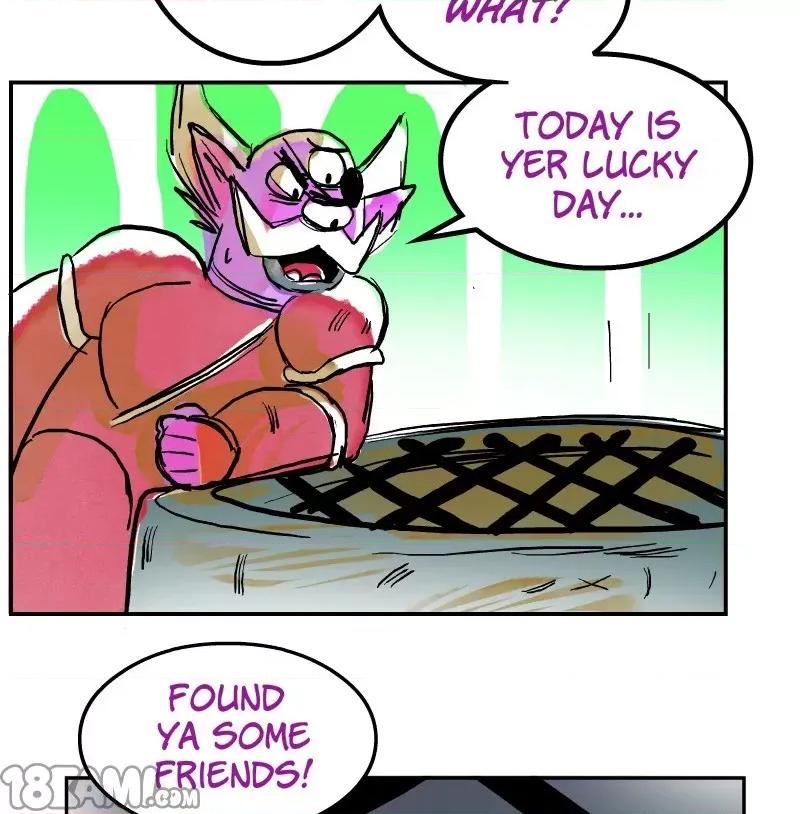 WHAT?
TODAY IS
YER LUCKY
DAY...
FOUND
YA SOME
FRIENDS!
18KAMI.COM